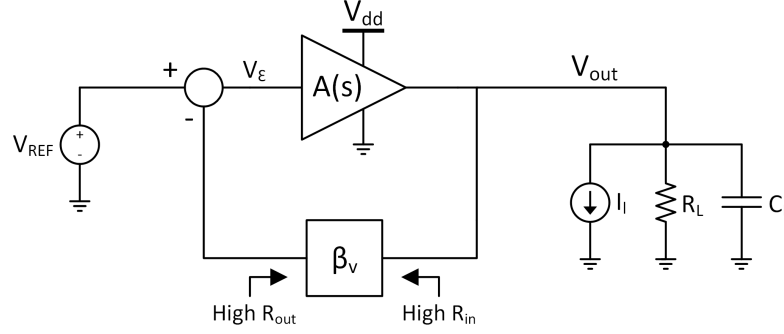 V_dd
+
V_ε
A(s)
V_out
-
V_REF
+
-
I_l
R_L
C
β_v
High R_out
High R_in